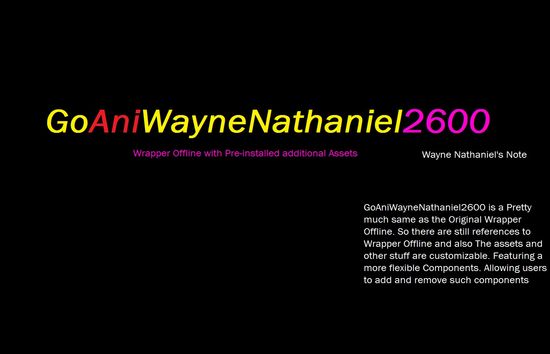 GoAniWayneNathaniel2600
Wrapper Offline with Pre-installed additional Assets
Wayne Nathaniel's Note
GoAniWayneNathaniel2600 is a Pretty
much same as the Original Wrapper
Offline. So there are still references to
Wrapper Offline and also The assets and
other stuff are customizable. Featuring a
more flexible Components. Allowing users
to add and remove such components